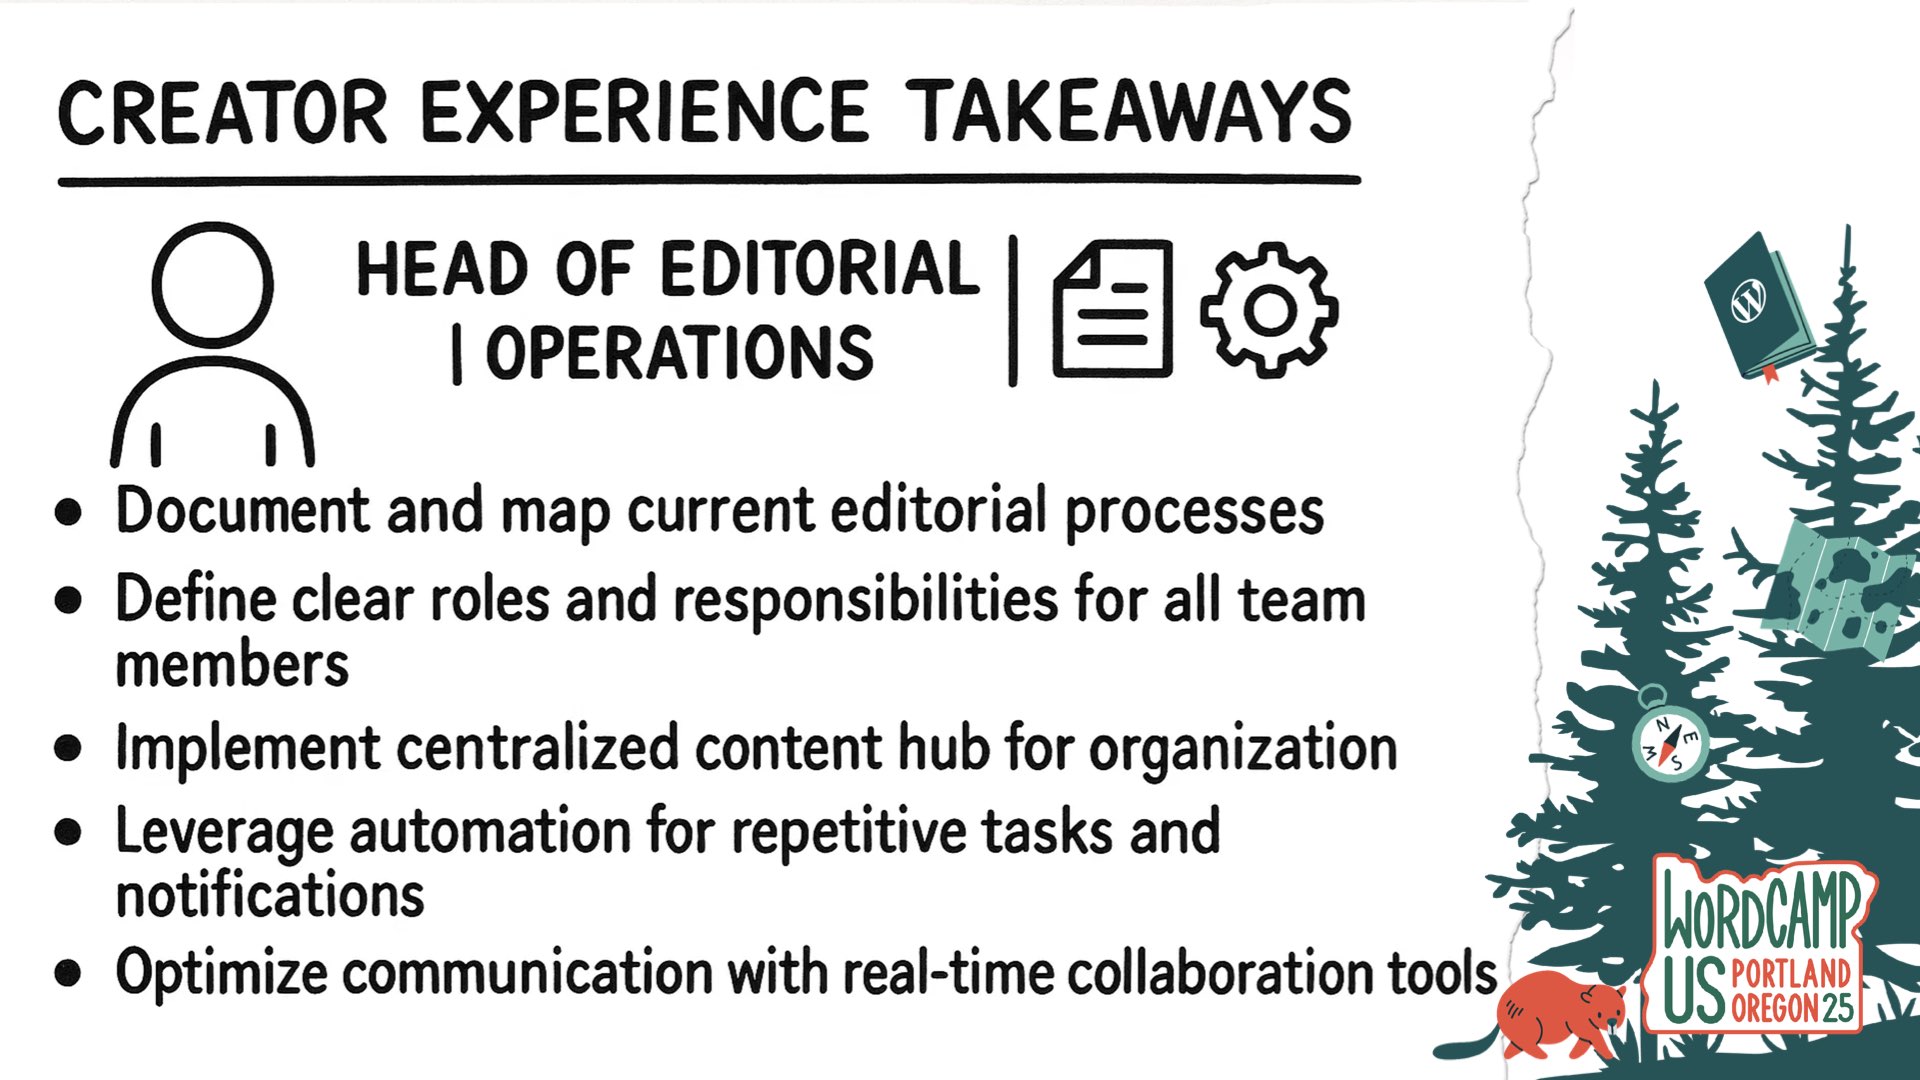 CREATOR EXPERIENCE TAKEAWAYS
HEAD OF EDITORIAL
| OPERATIONS |
• Document and map current editorial processes
• Define clear roles and responsibilities for all team
members
• Implement centralized content hub for organization
• Leverage automation for repetitive tasks and
notifications
• Optimize communication with real-time collaboration tools
W
N
E
S
W
WORDCAMP
US PORTLAND
OREGON 25